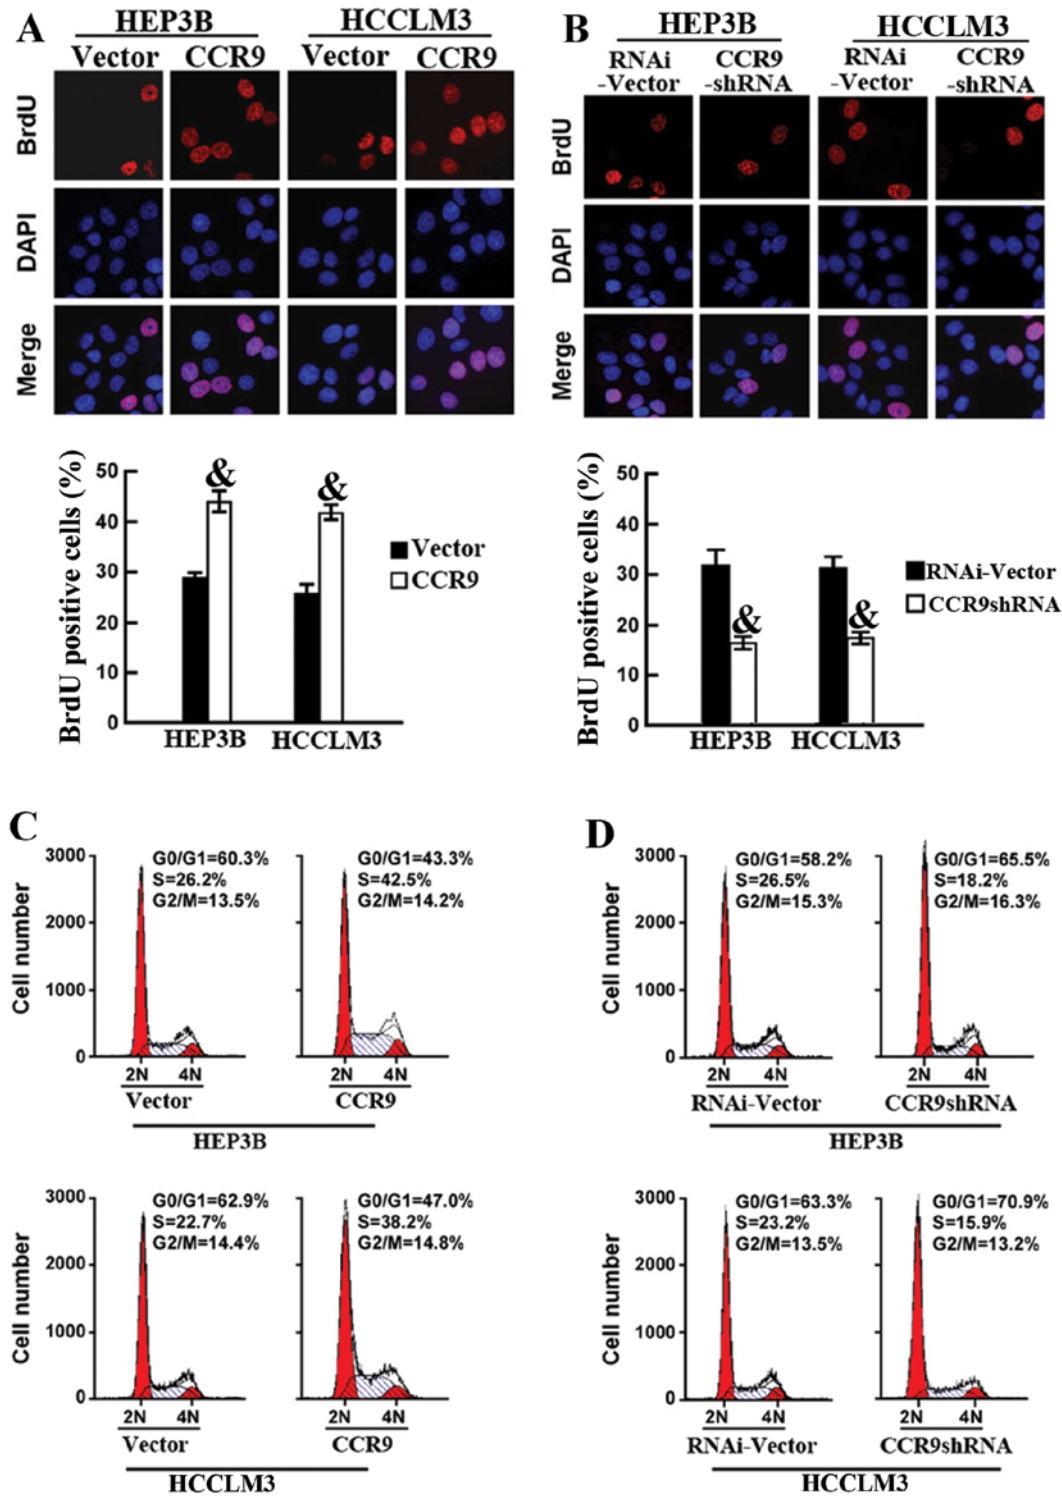 A
HEP3B
HCCLM3
Vector
CCR9
Vector
CCR9
BrdU
DAPI
Merge
B
HEP3B
HCCLM3
RNAi
-Vector
CCR9
-shRNA
RNAi
-Vector
CCR9
-shRNA
BrdU
DAPI
Merge
BrdU positive cells (%)
50
40
30
20
10
0
&
&
HEP3B
HCCLM3
Vector
CCR9
BrdU positive cells (%)
50
40
30
20
10
0
&
&
HEP3B
HCCLM3
RNAi-Vector
CCR9shRNA
C
Cell number
3000
2000
1000
0
G0/G1=60.3%
S=26.2%
G2/M=13.5%
2N
4N
Vector
G0/G1=43.3%
S=42.5%
G2/M=14.2%
2N
4N
CCR9
HEP3B
Cell number
3000
2000
1000
0
G0/G1=62.9%
S=22.7%
G2/M=14.4%
2N
4N
Vector
G0/G1=47.0%
S=38.2%
G2/M=14.8%
2N
4N
CCR9
HCCLM3
D
Cell number
3000
2000
1000
0
G0/G1=58.2%
S=26.5%
G2/M=15.3%
2N
4N
RNAi-Vector
G0/G1=65.5%
S=18.2%
G2/M=16.3%
2N
4N
CCR9shRNA
HEP3B
Cell number
3000
2000
1000
0
G0/G1=63.3%
S=23.2%
G2/M=13.5%
2N
4N
RNAi-Vector
G0/G1=70.9%
S=15.9%
G2/M=13.2%
2N
4N
CCR9shRNA
HCCLM3